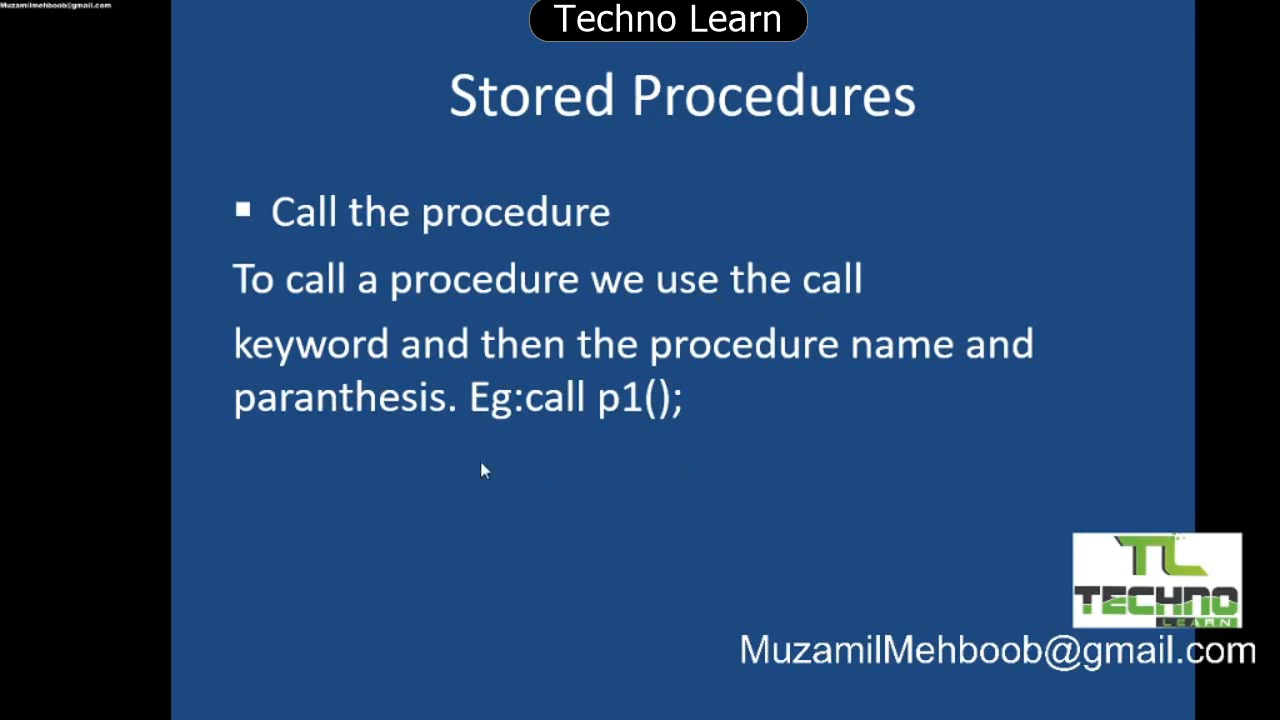 Muzamilmehboob@gmail.com
Techno Learn
Stored Procedures
▪ Call the procedure
To call a procedure we use the call
keyword and then the procedure name and
paranthesis. Eg:call p1();
TL
TECHNO
LEARN
MuzamilMehboob@gmail.com